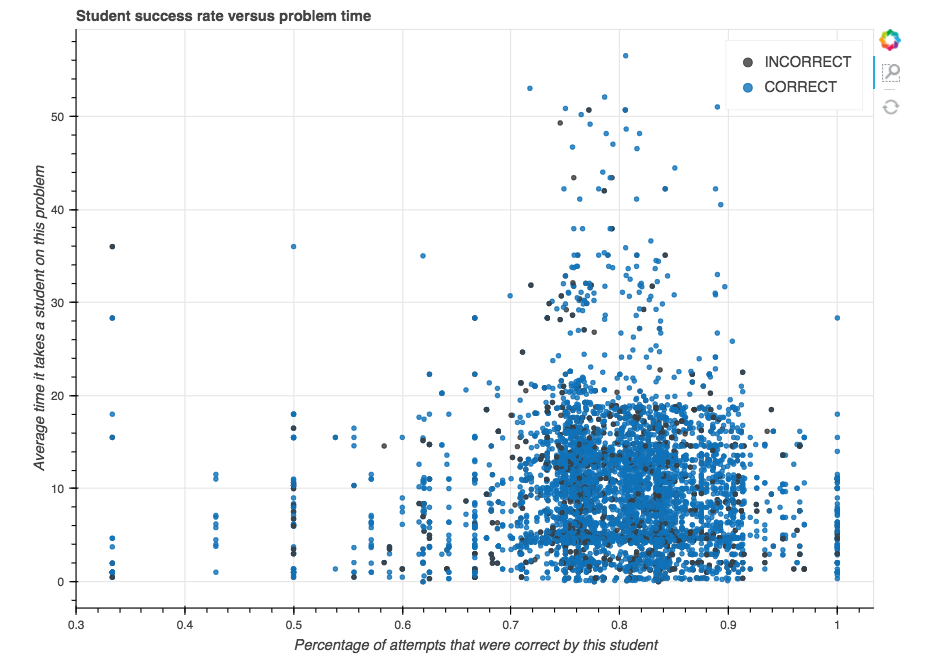 Student success rate versus problem time
INCORRECT
CORRECT
Average time it takes a student on this problem
50
40
30
20
10
0
0.3 0.4 0.5 0.6 0.7 0.8 0.9 1
Percentage of attempts that were correct by this student